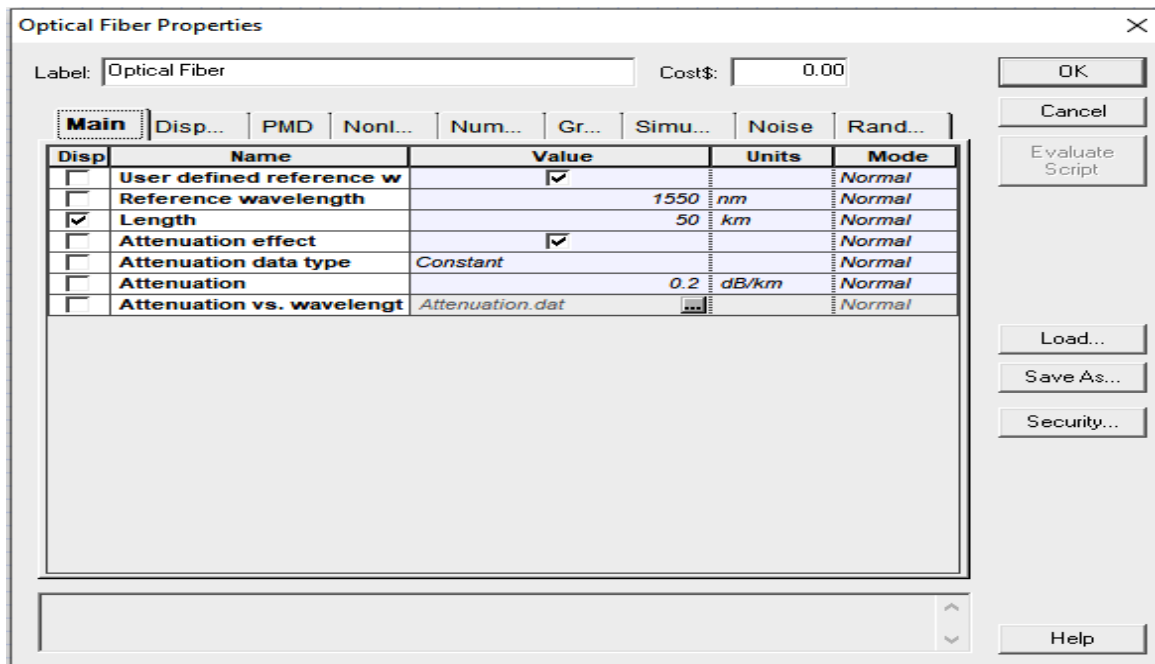 Optical Fiber Properties
Label: Optical Fiber Cost$: 0.00 OK
Cancel
Main Disp... PMD Nonl... Num... Gr... Simu... Noise Rand...
Evaluate Script
Disp Name Value Units Mode
User defined reference w Normal
Reference wavelength 1550 nm Normal
Length 50 km Normal
Attenuation effect Normal
Attenuation data type Constant Normal
Attenuation 0.2 dB/km Normal
Attenuation vs. wavelengt Attenuation.dat ... Normal
Load...
Save As...
Security...
Help